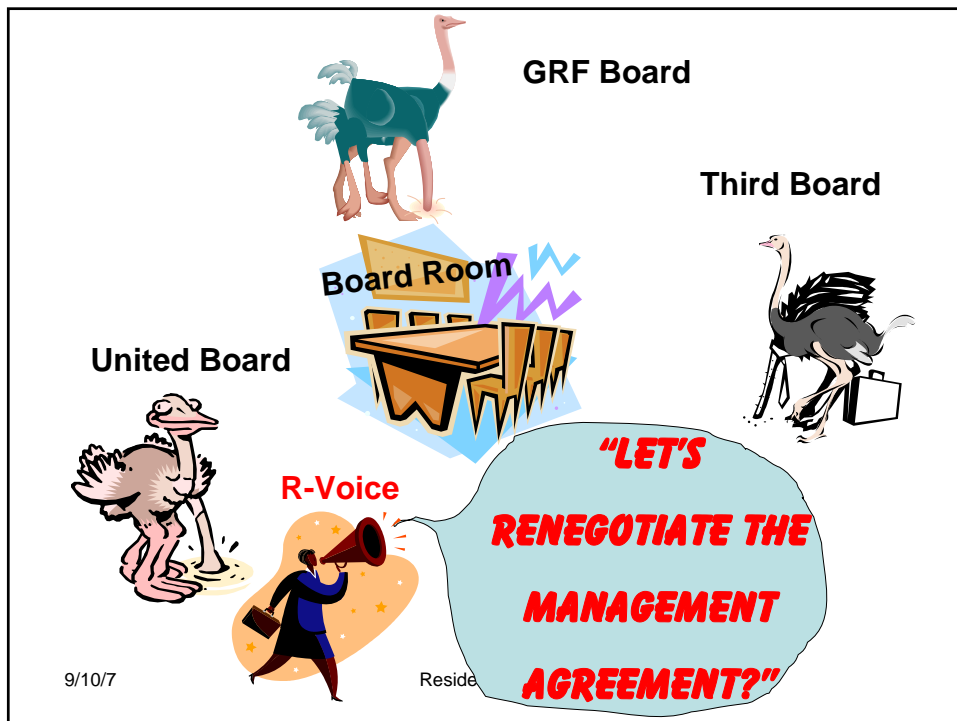 GRF Board
Third Board
Board Room
United Board
R-Voice
“LET'S
RENEGOTIATE THE
MANAGEMENT
AGREEMENT?”
9/10/7